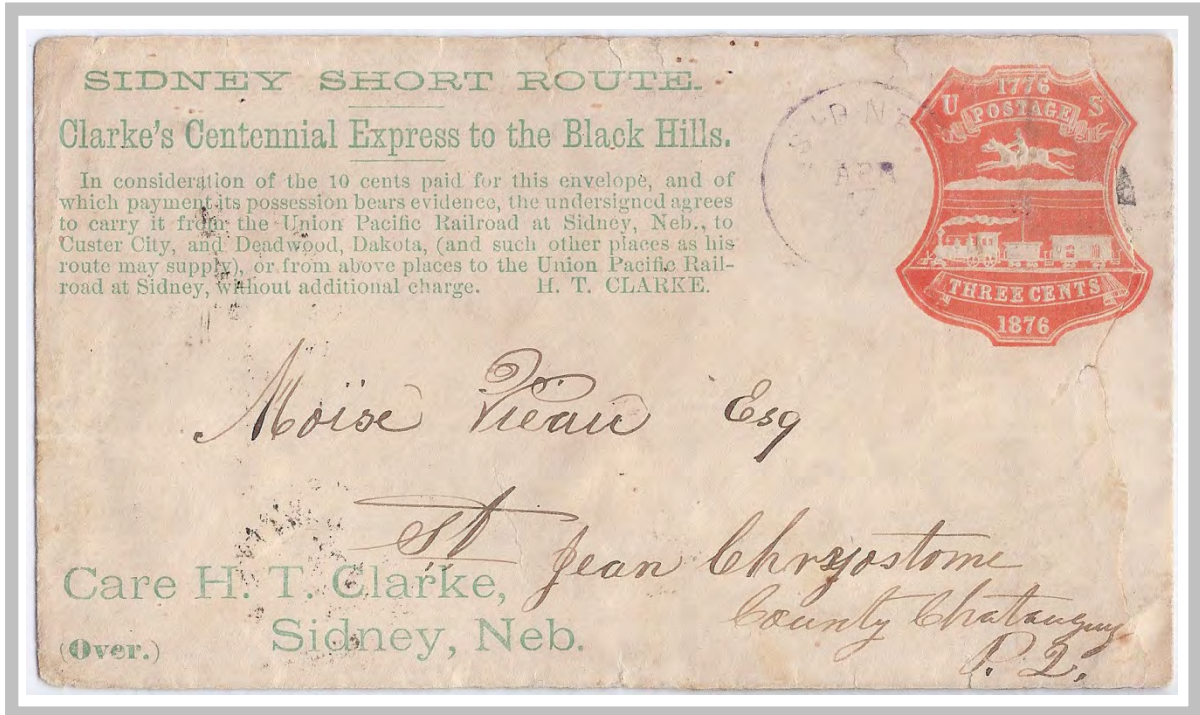 SIDNEY SHORT ROUTE.
Clarke's Centennial Express to the Black Hills.
In consideration of the 10 cents paid for this envelope, and of
which payment its possession bears evidence, the undersigned agrees
to carry it from the Union Pacific Railroad at Sidney, Neb., to
Custer City, and Deadwood, Dakota, (and such other places as his
route may supply), or from above places to the Union Pacific Rail-
road at Sidney, without additional charge. H. T. CLARKE.
SIDNE
APR
1776
U S
POSTAGE
THREE CENTS
1876
Moïse Vieau Esq
St Jean Chrysostome
County Chatauguy
P. Q.
Care H. T. Clarke,
Sidney, Neb.
(Over.)